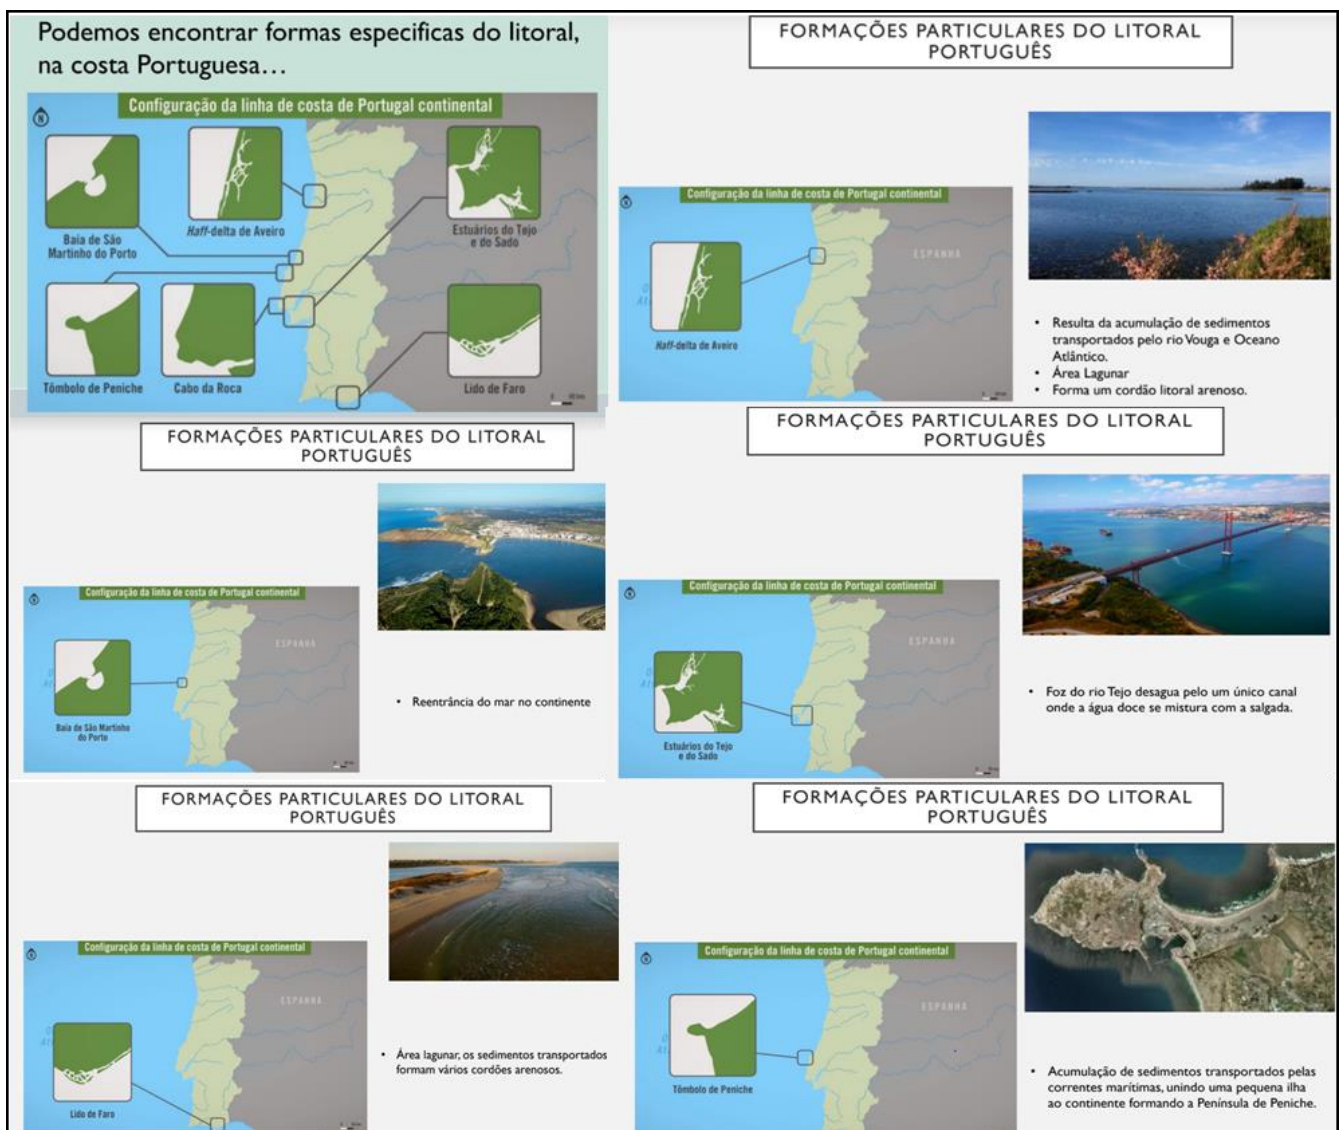 Podemos encontrar formas especificas do litoral,
na costa Portuguesa...
Configuração da linha de costa de Portugal continental
N
Baía de São
Martinho do Porto
Haff-delta de Aveiro
Estuários do Tejo
e do Sado
Tômbolo de Peniche
Cabo da Roca
Lido de Faro
FORMAÇÕES PARTICULARES DO LITORAL
PORTUGUÊS
Configuração da linha de costa de Portugal continental
ESPANHA
Haff-delta de Aveiro
• Resulta da acumulação de sedimentos
transportados pelo rio Vouga e Oceano
Atlântico.
• Área Lagunar
• Forma um cordão litoral arenoso.
FORMAÇÕES PARTICULARES DO LITORAL
PORTUGUÊS
Configuração da linha de costa de Portugal continental
ESPANHA
Baía de São Martinho
do Porto
• Reentrância do mar no continente
FORMAÇÕES PARTICULARES DO LITORAL
PORTUGUÊS
Configuração da linha de costa de Portugal continental
ESPANHA
Estuários do Tejo
e do Sado
• Foz do rio Tejo desagua pelo um único canal
onde a água doce se mistura com a salgada.
FORMAÇÕES PARTICULARES DO LITORAL
PORTUGUÊS
Configuração da linha de costa de Portugal continental
ESPANHA
Lido de Faro
• Área lagunar, os sedimentos transportados
formam vários cordões arenosos.
FORMAÇÕES PARTICULARES DO LITORAL
PORTUGUÊS
Configuração da linha de costa de Portugal continental
ESPANHA
Tômbolo de Peniche
• Acumulação de sedimentos transportados pelas
correntes marítimas, unindo uma pequena ilha
ao continente formando a Península de Peniche.